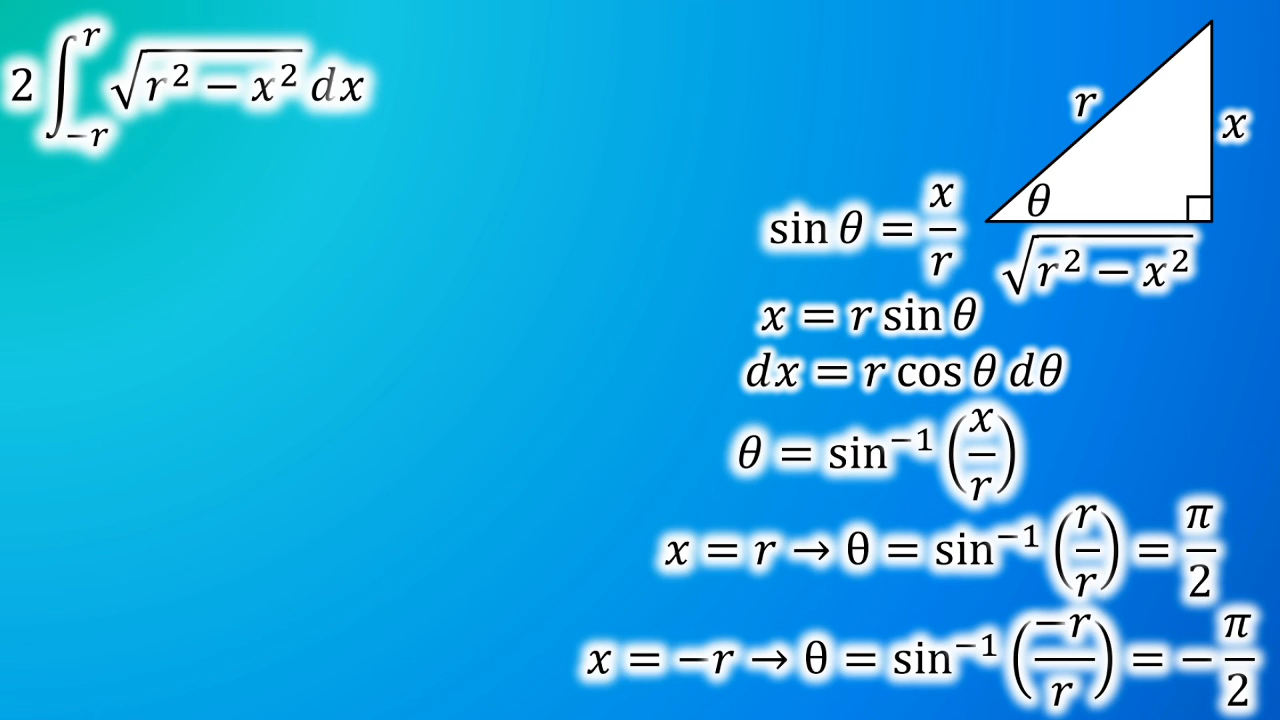 2∫_{-r}^{r} √(r² − x²) dx
r
x
θ
√(r² − x²)
sin θ = x/r
x = r sin θ
dx = r cos θ dθ
θ = sin⁻¹(x/r)
x = r → θ = sin⁻¹(r/r) = π/2
x = −r → θ = sin⁻¹(−r/r) = −π/2